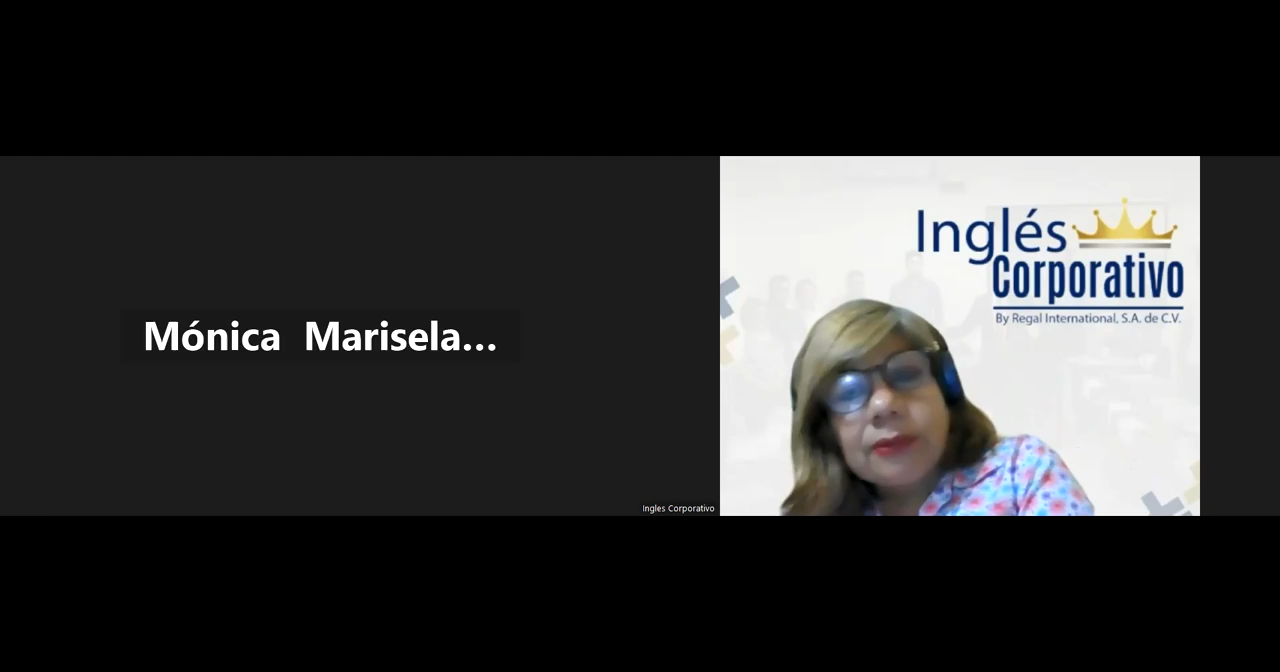 Mónica Marisela...
Ingles Corporativo
Inglés
Corporativo
By Regal International, S.A. de C.V.